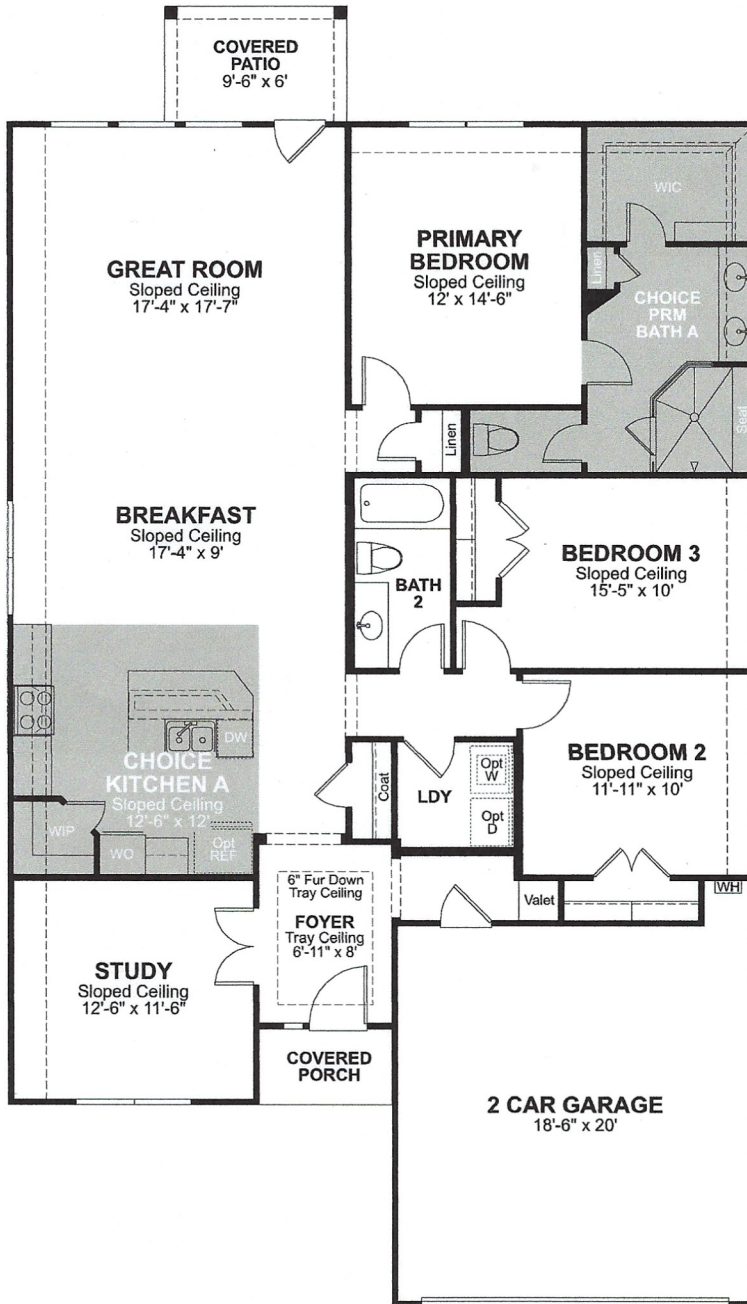 COVERED
PATIO
9'-6" x 6'
GREAT ROOM
Sloped Ceiling
17'-4" x 17'-7"
PRIMARY
BEDROOM
Sloped Ceiling
12' x 14'-6"
WIC
Linen
CHOICE
PRM
BATH A
Seat
Linen
BREAKFAST
Sloped Ceiling
17'-4" x 9'
BATH
2
BEDROOM 3
Sloped Ceiling
15'-5" x 10'
DW
CHOICE
KITCHEN A
Sloped Ceiling
12'-6" x 12'
WIP
WO
Opt
REF
Coat
LDY
Opt
W
Opt
D
BEDROOM 2
Sloped Ceiling
11'-11" x 10'
6" Fur Down
Tray Ceiling
FOYER
Tray Ceiling
6'-11" x 8'
Valet
WH
STUDY
Sloped Ceiling
12'-6" x 11'-6"
COVERED
PORCH
2 CAR GARAGE
18'-6" x 20'